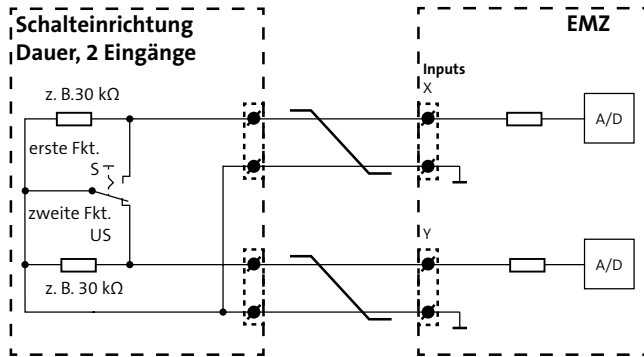 Schalteinrichtung
Dauer, 2 Eingänge
z. B.30 kΩ
erste Fkt.
S
zweite Fkt.
US
z. B. 30 kΩ
EMZ
Inputs
X
A/D
Y
A/D